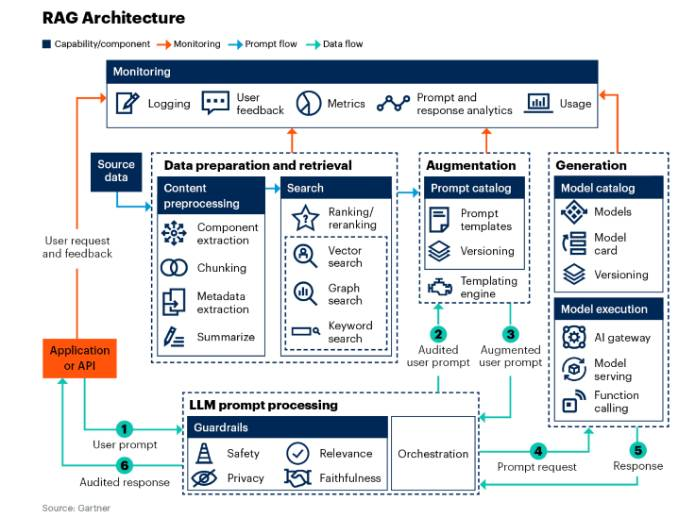 RAG Architecture
Capability/component
Monitoring
Prompt flow
Data flow
Monitoring
Logging
User
feedback
Metrics
Prompt and
response analytics
Usage
Source
data
Data preparation and retrieval
Content
preprocessing
Component
extraction
Chunking
Metadata
extraction
Summarize
Search
Ranking/
reranking
Vector
search
Graph
search
Keyword
search
Augmentation
Prompt catalog
Prompt
templates
Versioning
Templating
engine
Generation
Model catalog
Models
Model
card
Versioning
Model execution
AI gateway
Model
serving
Function
calling
User request
and feedback
Application
or API
2
Audited
user prompt
3
Augmented
user prompt
LLM prompt processing
Guardrails
Safety
Relevance
Privacy
Faithfulness
Orchestration
1
User prompt
6
Audited response
4
Prompt request
5
Response
Source: Gartner